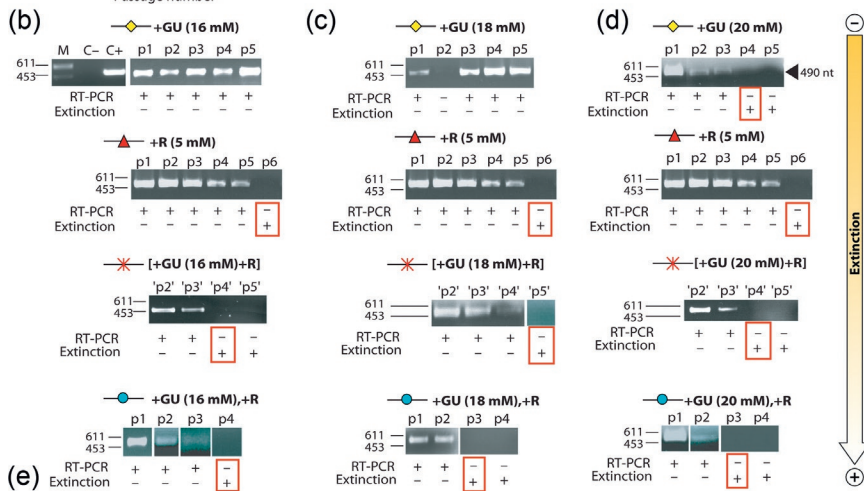 Passage number
(b)
+GU (16 mM)
M C− C+ p1 p2 p3 p4 p5
611
453
RT-PCR + + + + +
Extinction − − − − −
+R (5 mM)
p1 p2 p3 p4 p5 p6
611
453
RT-PCR + + + + + −
Extinction − − − − − +
[+GU (16 mM)+R]
'p2' 'p3' 'p4' 'p5'
611
453
RT-PCR + + − −
Extinction − − + +
+GU (16 mM),+R
p1 p2 p3 p4
611
453
RT-PCR + + + −
Extinction − − − +
(c)
+GU (18 mM)
p1 p2 p3 p4 p5
611
453
RT-PCR + − + + +
Extinction − − − − −
+R (5 mM)
p1 p2 p3 p4 p5 p6
611
453
RT-PCR + + + + + −
Extinction − − − − − +
[+GU (18 mM)+R]
'p2' 'p3' 'p4' 'p5'
611
453
RT-PCR + + + −
Extinction − − − +
+GU (18 mM),+R
p1 p2 p3 p4
611
453
RT-PCR + + − −
Extinction − − + +
(d)
+GU (20 mM)
p1 p2 p3 p4 p5
611
453
490 nt
RT-PCR + + + − −
Extinction − − − + +
+R (5 mM)
p1 p2 p3 p4 p5 p6
611
453
RT-PCR + + + + + −
Extinction − − − − − +
[+GU (20 mM)+R]
'p2' 'p3' 'p4' 'p5'
611
453
RT-PCR + + − −
Extinction − − + +
+GU (20 mM),+R
p1 p2 p3 p4
611
453
RT-PCR + + − −
Extinction − − + +
(e)
−
Extinction
+